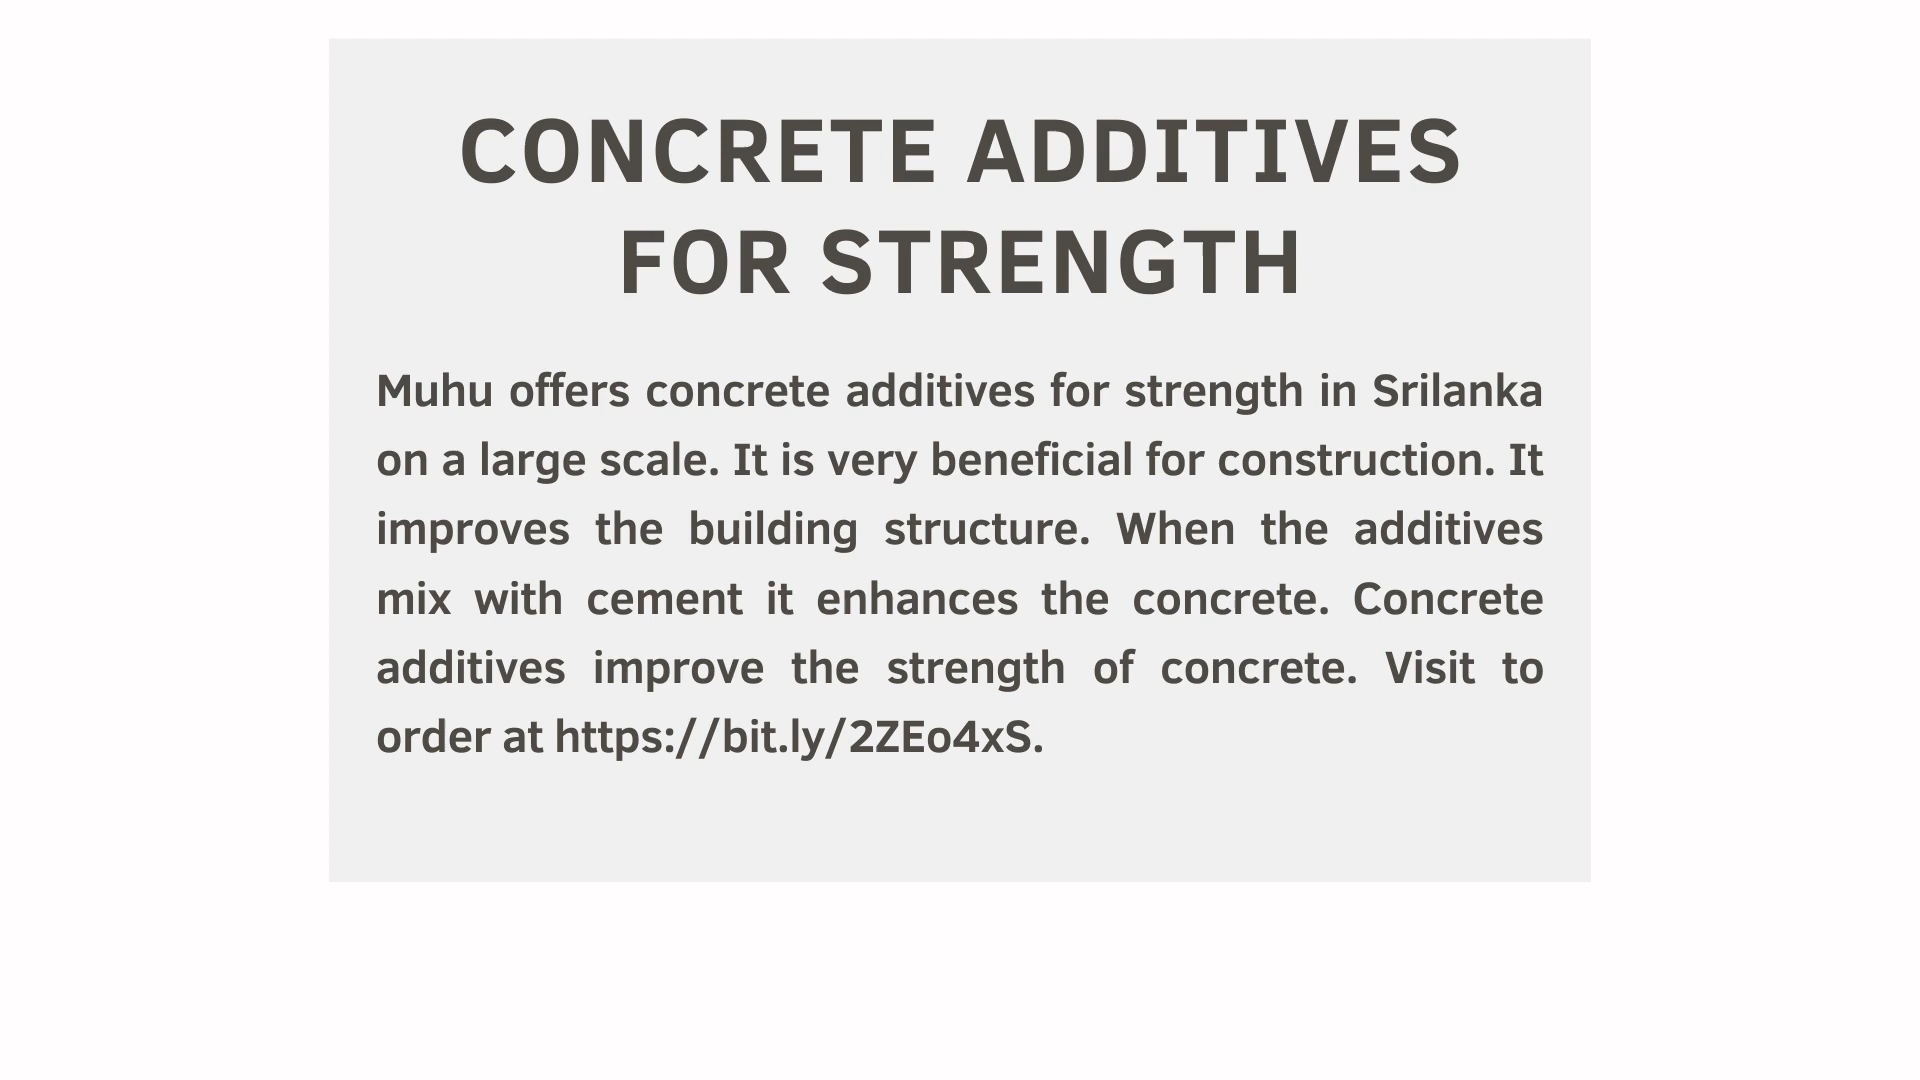 CONCRETE ADDITIVES
FOR STRENGTH
Muhu offers concrete additives for strength in Srilanka
on a large scale. It is very beneficial for construction. It
improves the building structure. When the additives
mix with cement it enhances the concrete. Concrete
additives improve the strength of concrete. Visit to
order at https://bit.ly/2ZEo4xS.